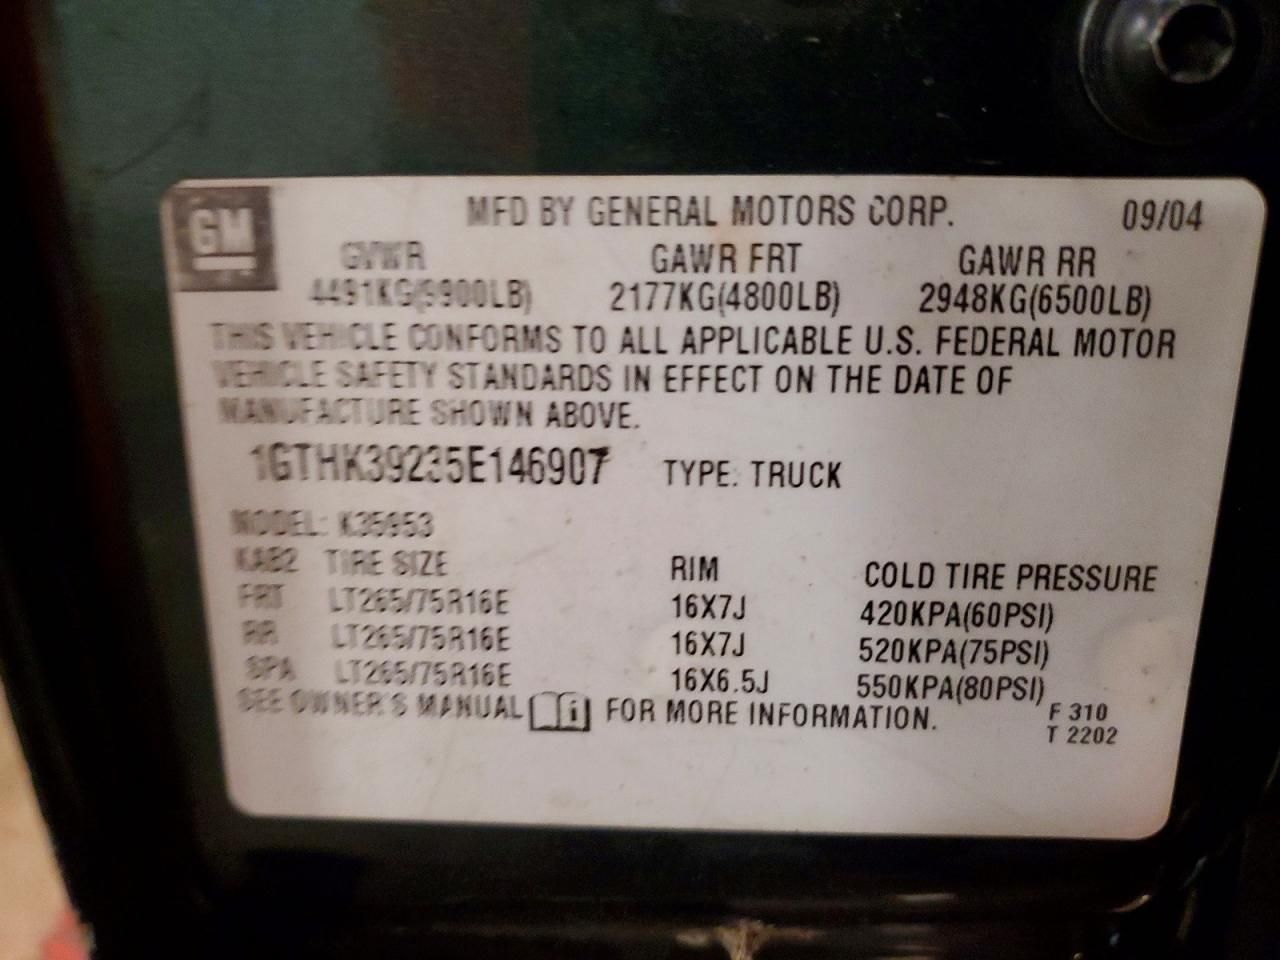 GM
MFD BY GENERAL MOTORS CORP. 09/04
GVWR GAWR FRT GAWR RR
4491KG(9900LB) 2177KG(4800LB) 2948KG(6500LB)
THIS VEHICLE CONFORMS TO ALL APPLICABLE U.S. FEDERAL MOTOR
VEHICLE SAFETY STANDARDS IN EFFECT ON THE DATE OF
MANUFACTURE SHOWN ABOVE.
1GTHK39235E146907 TYPE: TRUCK
MODEL: K35953
KAB2 TIRE SIZE RIM COLD TIRE PRESSURE
FRT LT265/75R16E 16X7J 420KPA(60PSI)
RR LT265/75R16E 16X7J 520KPA(75PSI)
SPA LT265/75R16E 16X6.5J 550KPA(80PSI)
SEE OWNER'S MANUAL FOR MORE INFORMATION.
F 310
T 2202